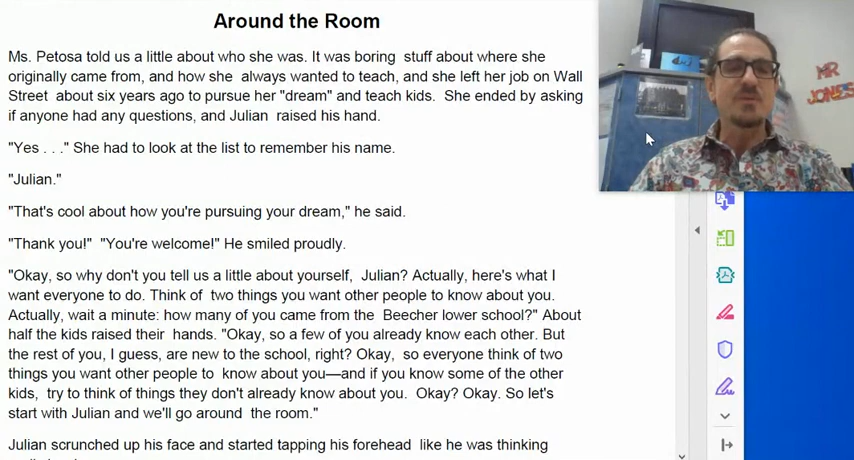 Around the Room
Ms. Petosa told us a little about who she was. It was boring stuff about where she
originally came from, and how she always wanted to teach, and she left her job on Wall
Street about six years ago to pursue her "dream" and teach kids. She ended by asking
if anyone had any questions, and Julian raised his hand.
"Yes . . ." She had to look at the list to remember his name.
"Julian."
"That's cool about how you're pursuing your dream," he said.
"Thank you!" "You're welcome!" He smiled proudly.
"Okay, so why don't you tell us a little about yourself, Julian? Actually, here's what I
want everyone to do. Think of two things you want other people to know about you.
Actually, wait a minute: how many of you came from the Beecher lower school?" About
half the kids raised their hands. "Okay, so a few of you already know each other. But
the rest of you, I guess, are new to the school, right? Okay, so everyone think of two
things you want other people to know about you—and if you know some of the other
kids, try to think of things they don't already know about you. Okay? Okay. So let's
start with Julian and we'll go around the room."
Julian scrunched up his face and started tapping his forehead like he was thinking
MR
JONES